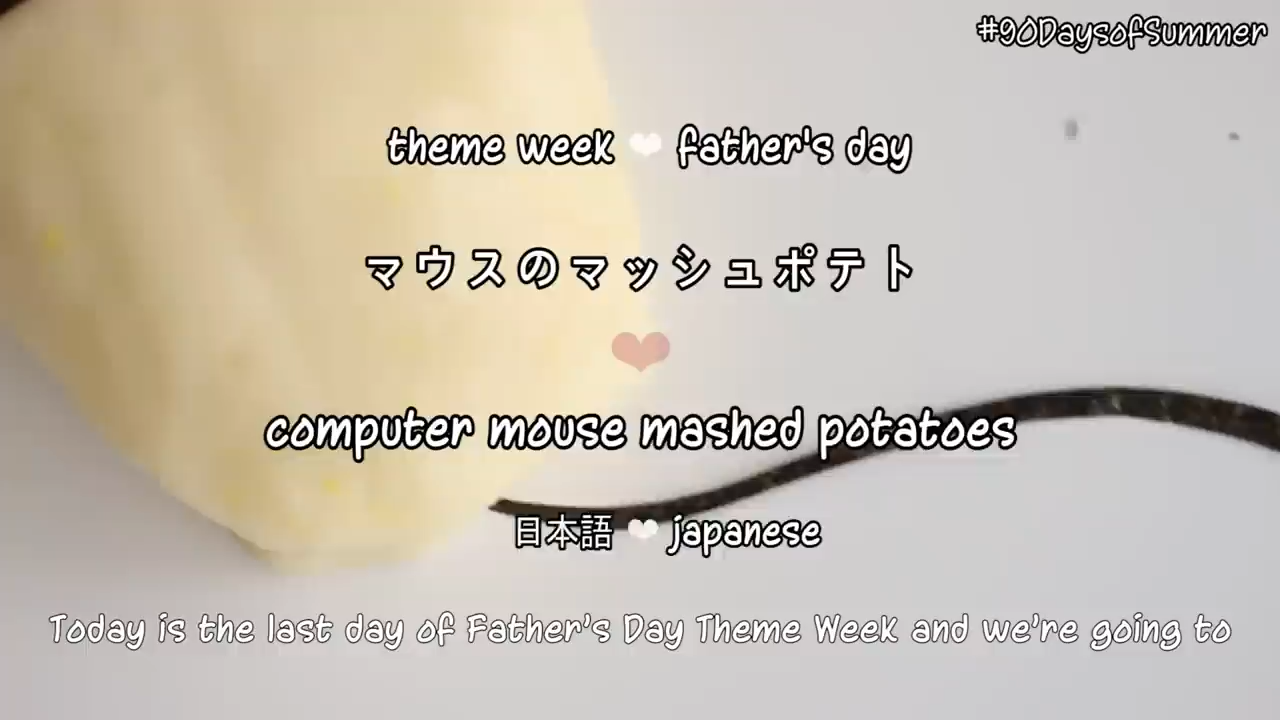 #90DaysofSummer
theme week ❤ father's day
マウスのマッシュポテト
❤
computer mouse mashed potatoes
日本語 ❤ japanese
Today is the last day of Father's Day Theme Week and we're going to